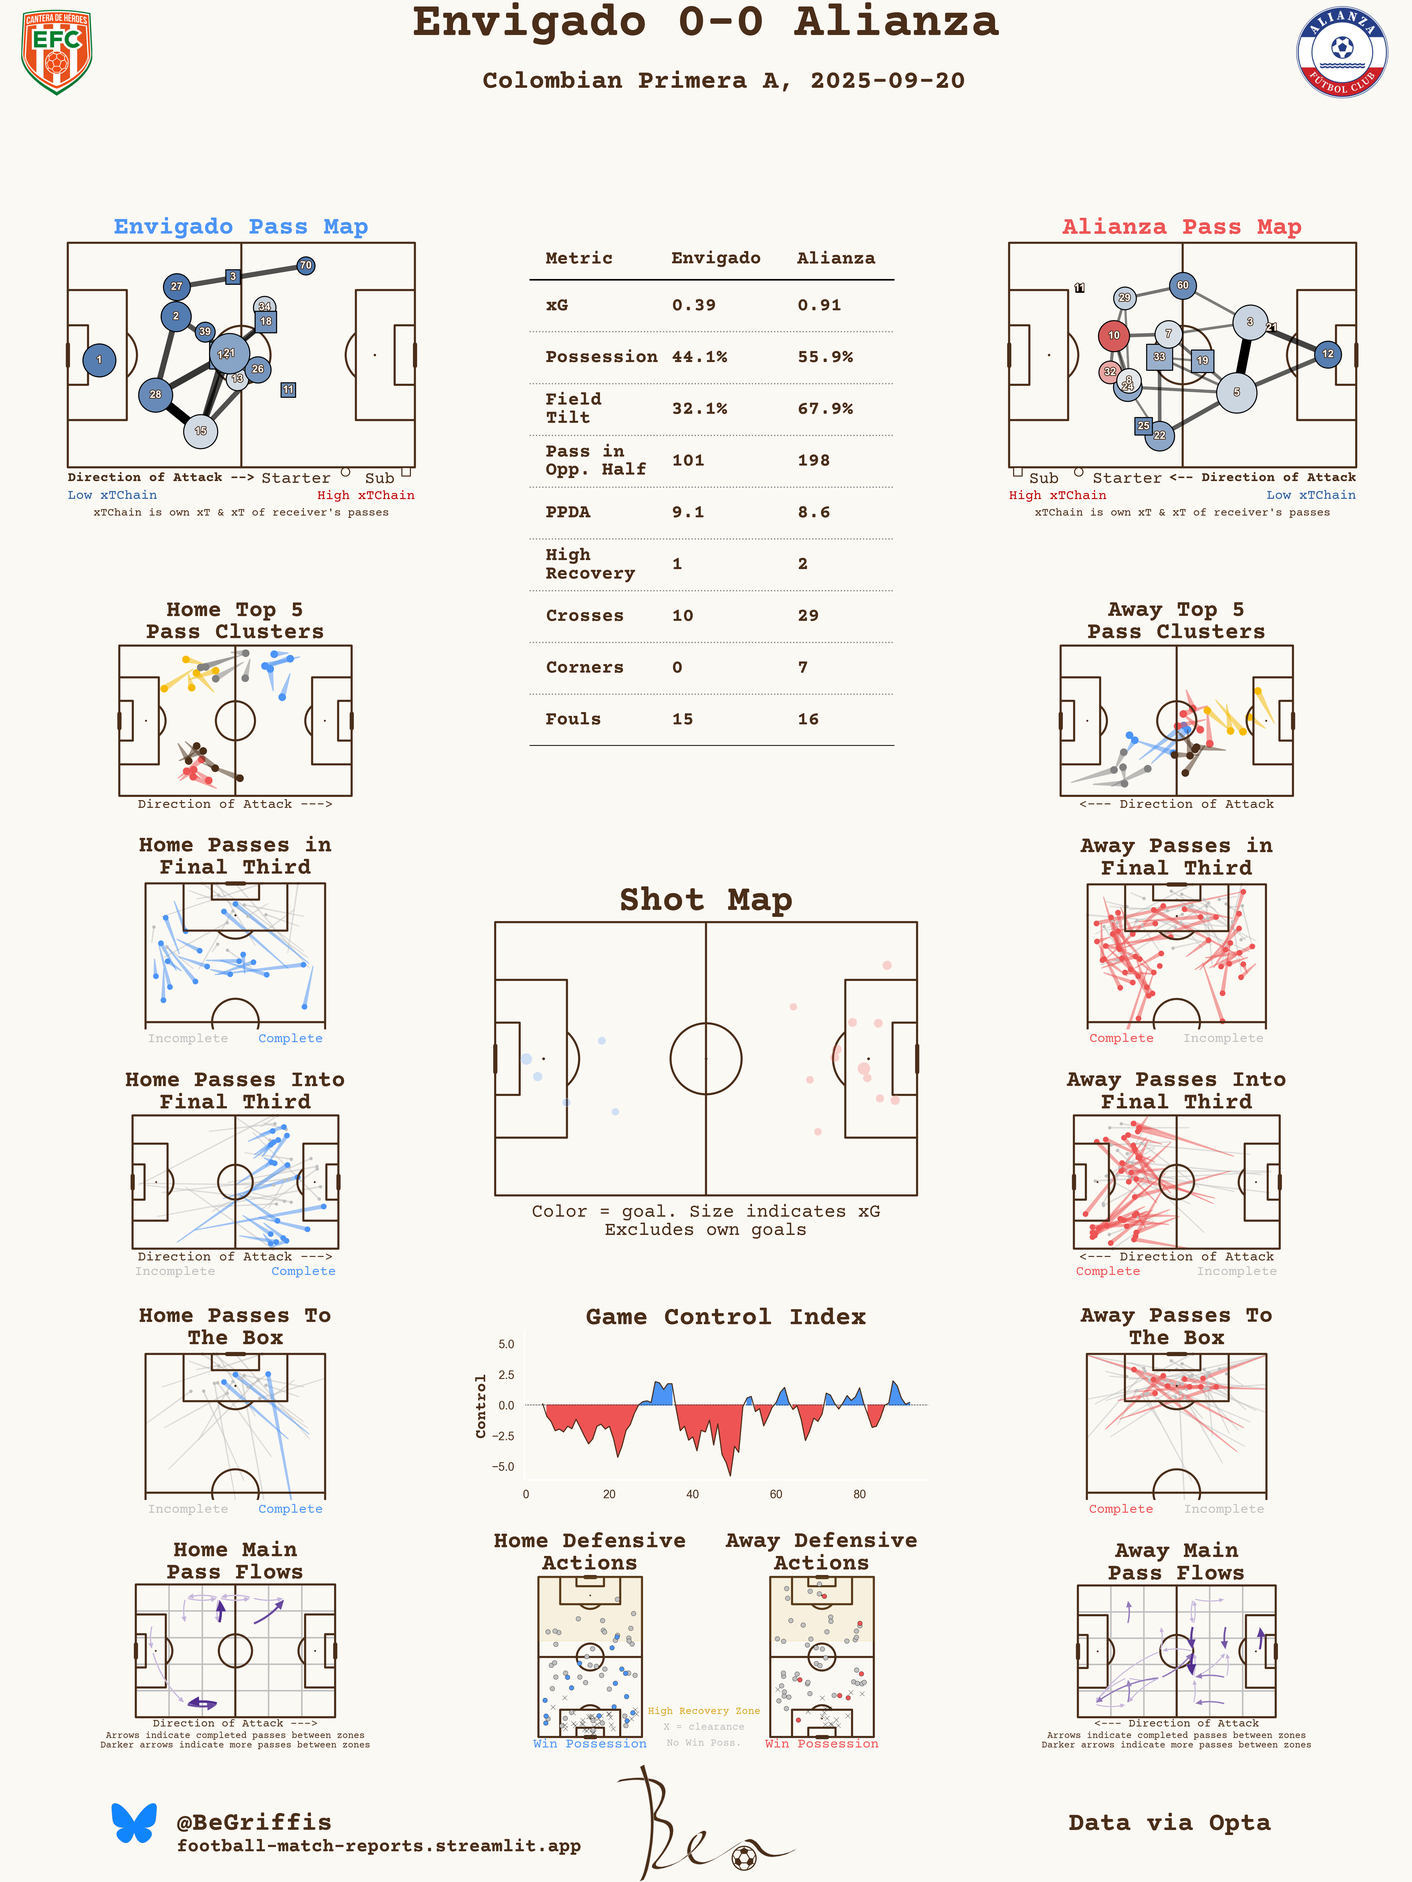 Envigado 0-0 Alianza
Colombian Primera A, 2025-09-20
CANTERA DE HÉROES
EFC
ALIANZA
FÚTBOL CLUB
Envigado Pass Map
70
3
27
34
18
2
39
21
1
26
13
11
28
15
Direction of Attack --> Starter Sub
Low xTChain High xTChain
xTChain is own xT & xT of receiver's passes
Metric Envigado Alianza
xG 0.39 0.91
Possession 44.1% 55.9%
Field
Tilt 32.1% 67.9%
Pass in
Opp. Half 101 198
PPDA 9.1 8.6
High
Recovery 1 2
Crosses 10 29
Corners 0 7
Fouls 15 16
Alianza Pass Map
11
29
60
3
21
10
7
33
19
12
32
8
24
5
25
22
Sub Starter <-- Direction of Attack
High xTChain Low xTChain
xTChain is own xT & xT of receiver's passes
Home Top 5
Pass Clusters
Direction of Attack --->
Away Top 5
Pass Clusters
<--- Direction of Attack
Home Passes in
Final Third
Incomplete Complete
Away Passes in
Final Third
Complete Incomplete
Shot Map
Color = goal. Size indicates xG
Excludes own goals
Home Passes Into
Final Third
Direction of Attack --->
Incomplete Complete
Away Passes Into
Final Third
<--- Direction of Attack
Complete Incomplete
Home Passes To
The Box
Incomplete Complete
Game Control Index
Control
5.0
2.5
0.0
−2.5
−5.0
0 20 40 60 80
Away Passes To
The Box
Complete Incomplete
Home Main
Pass Flows
Direction of Attack --->
Arrows indicate completed passes between zones
Darker arrows indicate more passes between zones
Home Defensive
Actions
Win Possession
Away Defensive
Actions
Win Possession
High Recovery Zone
X = clearance
No Win Poss.
Away Main
Pass Flows
<--- Direction of Attack
Arrows indicate completed passes between zones
Darker arrows indicate more passes between zones
@BeGriffis
football-match-reports.streamlit.app
Ben
Data via Opta